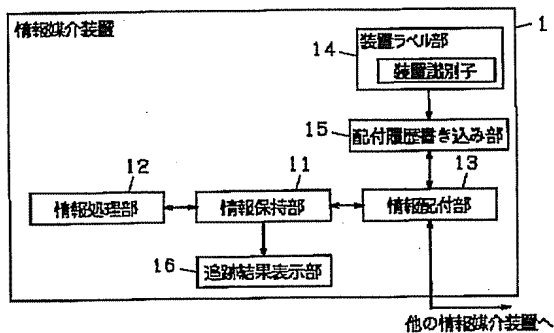 情報媒介装置
1
14
装置ラベル部
装置識別子
15
配付履歴書き込み部
12
11
13
情報処理部
情報保持部
情報配付部
16
追跡結果表示部
他の情報媒介装置へ